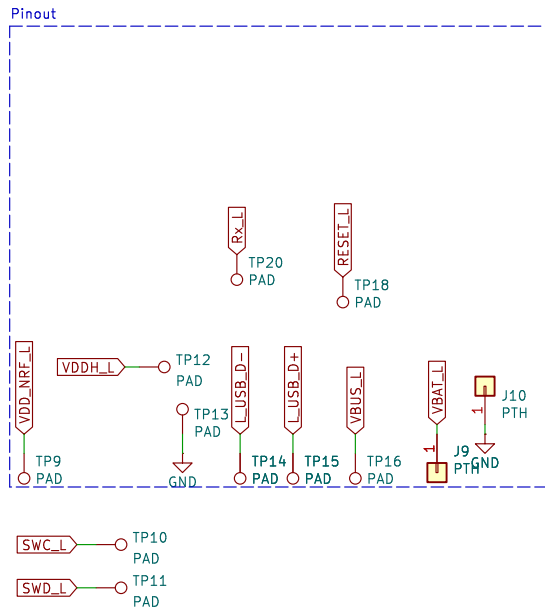 Pinout
Rx_L
TP20
PAD
RESET_L
TP18
PAD
VDD_NRF_L
TP9
PAD
VDDH_L
TP12
PAD
TP13
PAD
GND
L_USB_D-
TP14
PAD
L_USB_D+
TP15
PAD
VBUS_L
TP16
PAD
VBAT_L
1
J9
PTH
J10
PTH
1
GND
SWC_L
TP10
PAD
SWD_L
TP11
PAD